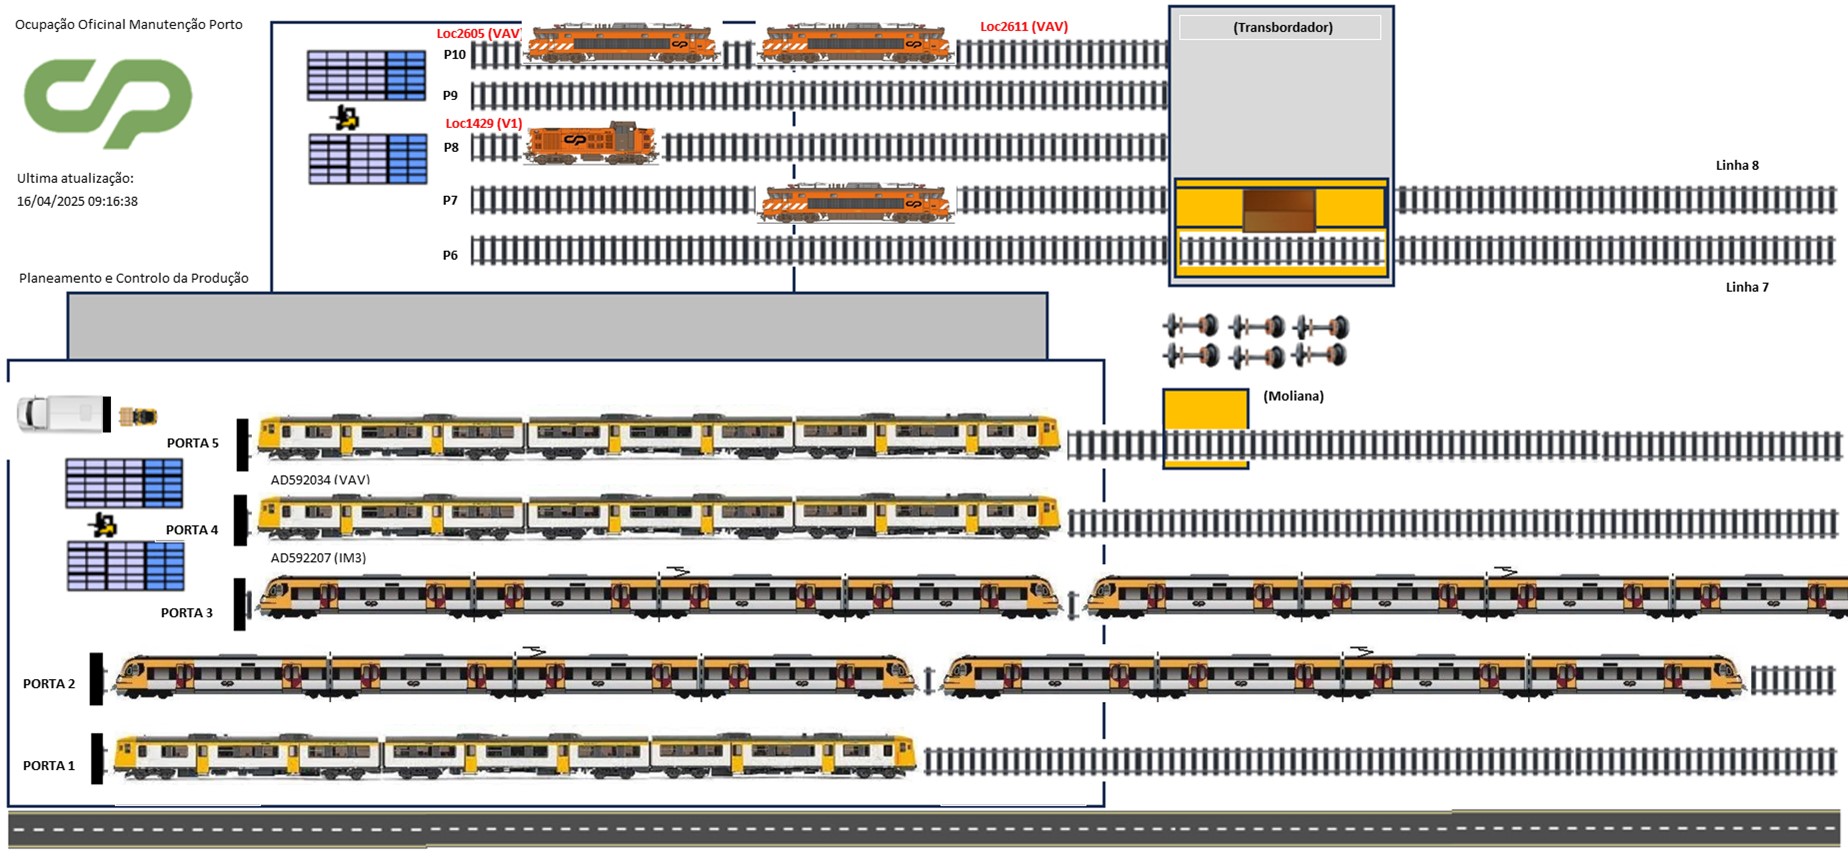 Ocupação Oficinal Manutenção Porto
Loc2605 (VAV)
Loc2611 (VAV)
(Transbordador)
P10
P9
Loc1429 (V1)
P8
Linha 8
Ultima atualização:
16/04/2025 09:16:38
P7
P6
Planeamento e Controlo da Produção
Linha 7
(Moliana)
PORTA 5
AD592034 (VAV)
PORTA 4
AD592207 (IM3)
PORTA 3
PORTA 2
PORTA 1